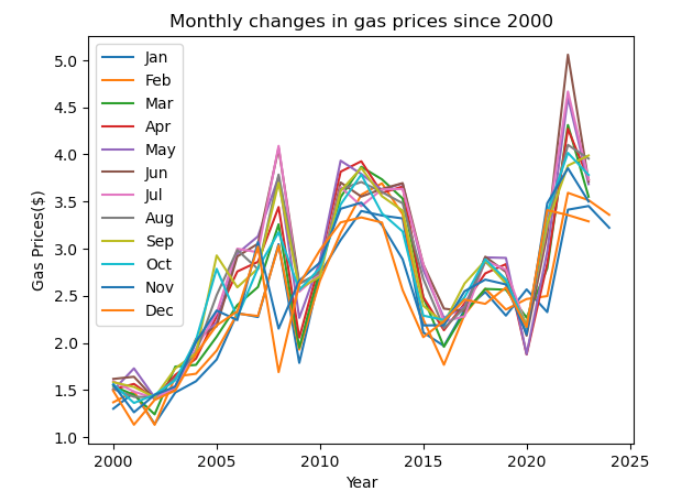 Monthly changes in gas prices since 2000
Jan
Feb
Mar
Apr
May
Jun
Jul
Aug
Sep
Oct
Nov
Dec
5.0
4.5
4.0
3.5
3.0
2.5
2.0
1.5
1.0
Gas Prices($)
2000 2005 2010 2015 2020 2025
Year